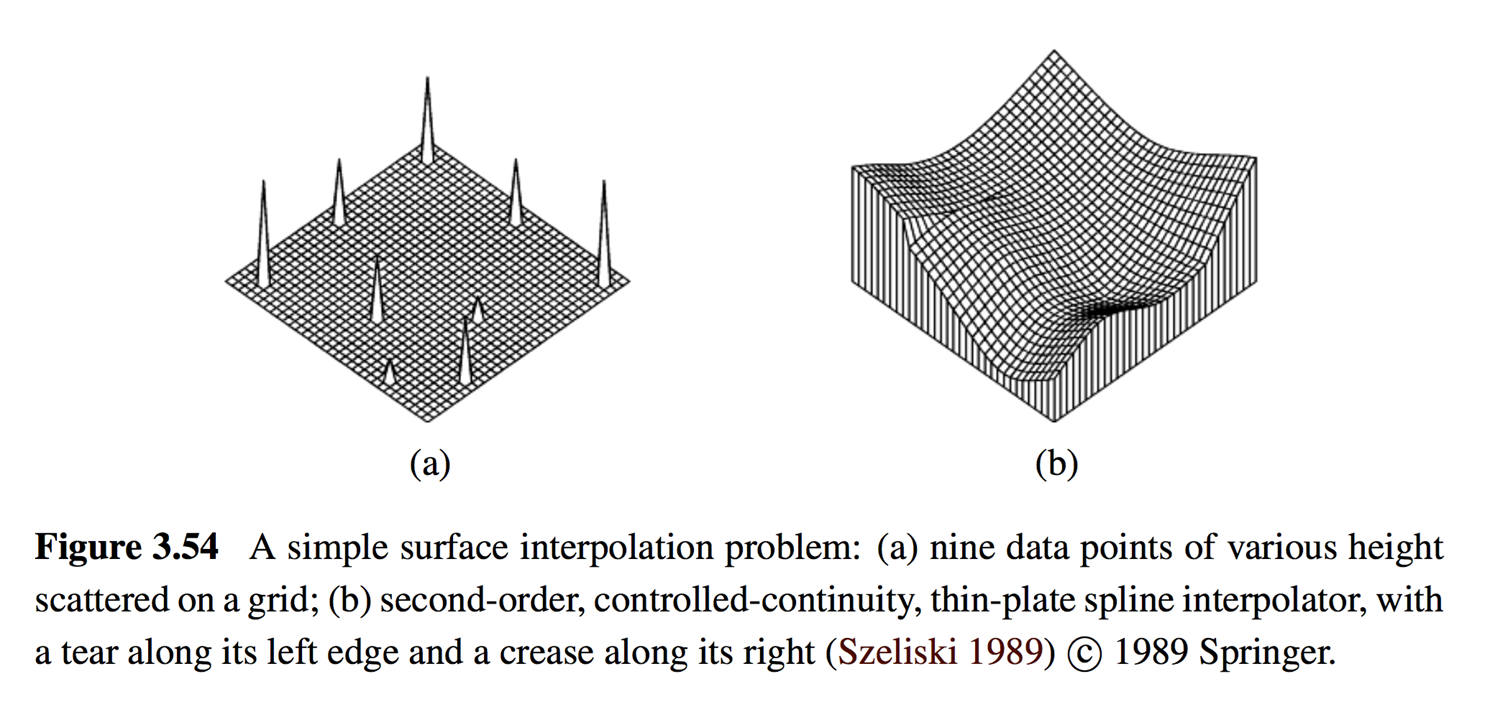 (a) (b)
Figure 3.54 A simple surface interpolation problem: (a) nine data points of various height
scattered on a grid; (b) second-order, controlled-continuity, thin-plate spline interpolator, with
a tear along its left edge and a crease along its right (Szeliski 1989) © 1989 Springer.